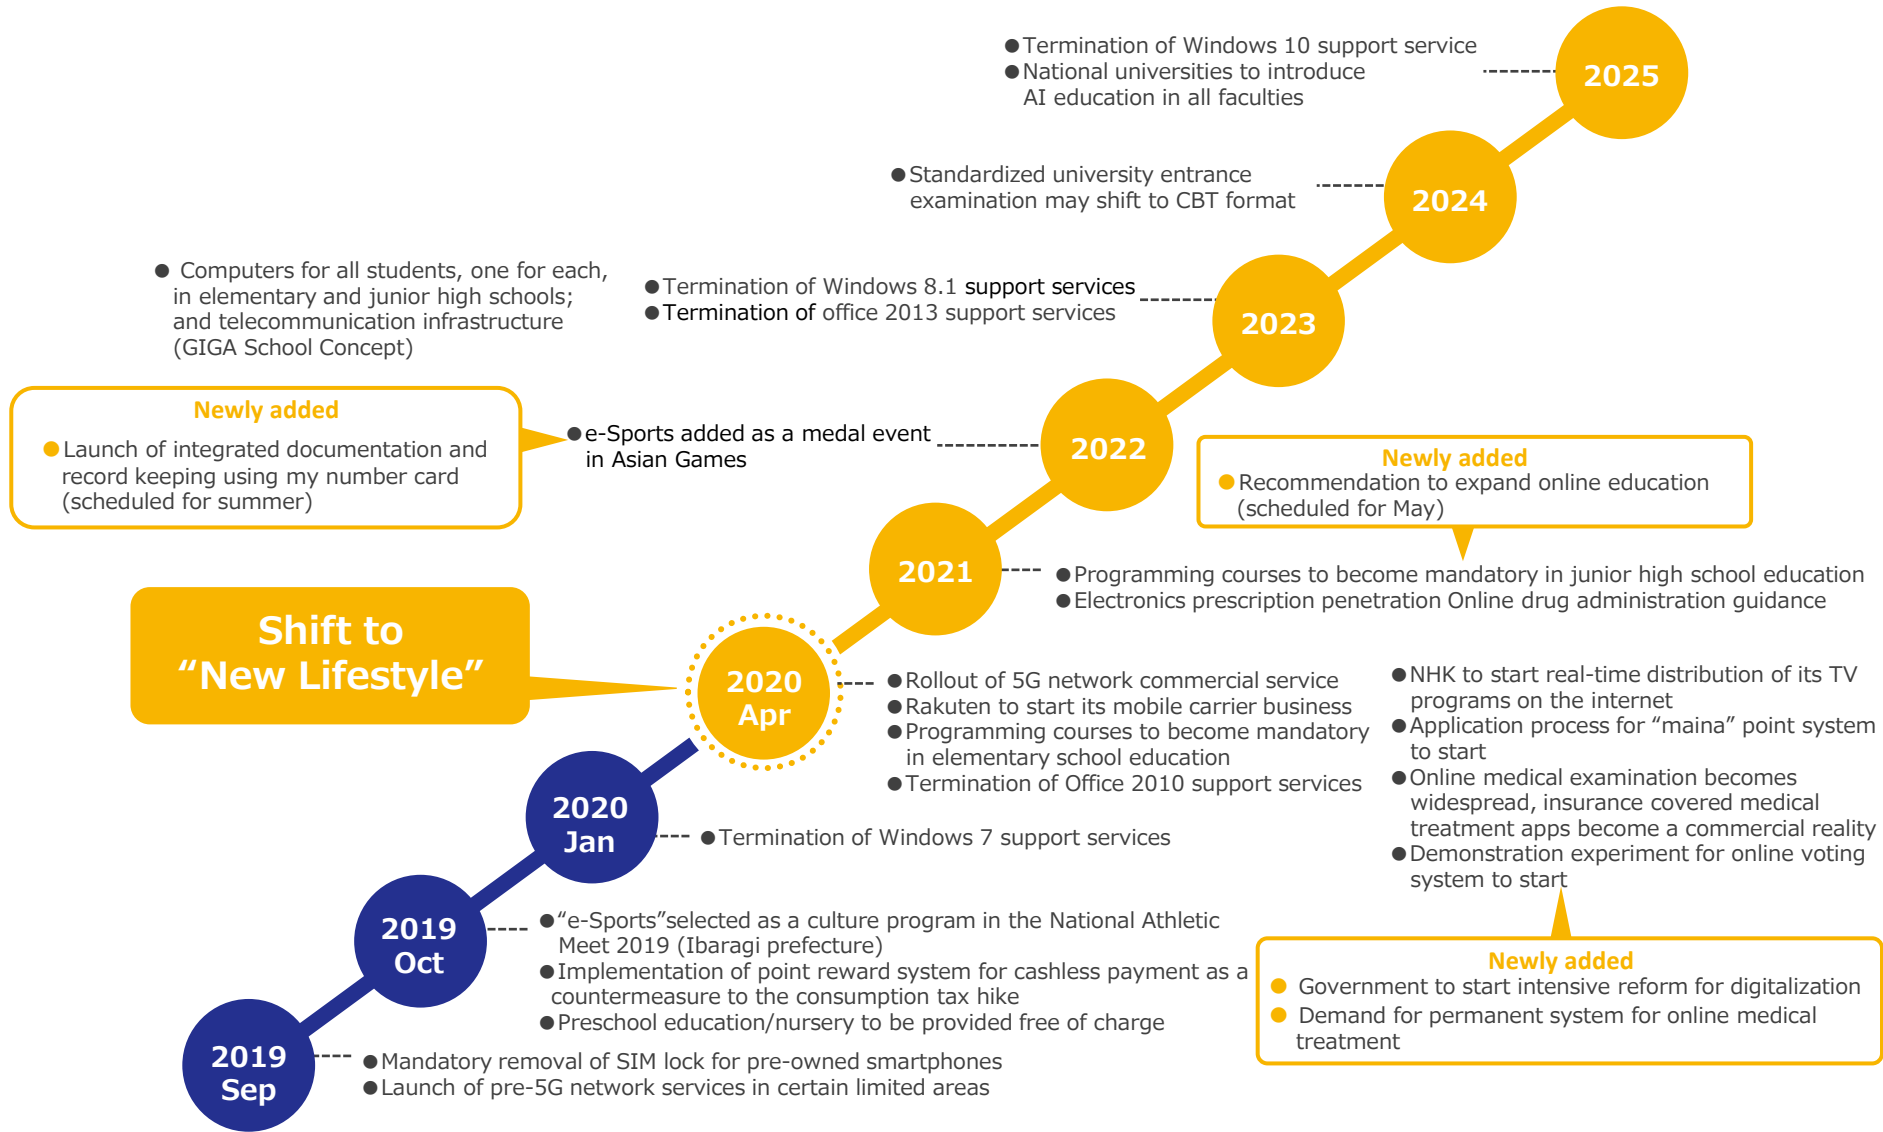 ●Termination of Windows 10 support service
●National universities to introduce
AI education in all faculties
2025
●Standardized university entrance
examination may shift to CBT format
2024
● Computers for all students, one for each,
in elementary and junior high schools;
and telecommunication infrastructure
(GIGA School Concept)
●Termination of Windows 8.1 support services
●Termination of office 2013 support services
2023
Newly added
●Launch of integrated documentation and
record keeping using my number card
(scheduled for summer)
●e-Sports added as a medal event
in Asian Games
2022
Newly added
●Recommendation to expand online education
(scheduled for May)
2021
●Programming courses to become mandatory in junior high school education
●Electronics prescription penetration Online drug administration guidance
Shift to
“New Lifestyle”
2020
Apr
●Rollout of 5G network commercial service
●Rakuten to start its mobile carrier business
●Programming courses to become mandatory
in elementary school education
●Termination of Office 2010 support services
●NHK to start real-time distribution of its TV
programs on the internet
●Application process for “maina” point system
to start
●Online medical examination becomes
widespread, insurance covered medical
treatment apps become a commercial reality
●Demonstration experiment for online voting
system to start
2020
Jan
●Termination of Windows 7 support services
2019
Oct
●“e-Sports”selected as a culture program in the National Athletic
Meet 2019 (Ibaragi prefecture)
●Implementation of point reward system for cashless payment as a
countermeasure to the consumption tax hike
●Preschool education/nursery to be provided free of charge
Newly added
● Government to start intensive reform for digitalization
● Demand for permanent system for online medical
treatment
2019
Sep
●Mandatory removal of SIM lock for pre-owned smartphones
●Launch of pre-5G network services in certain limited areas